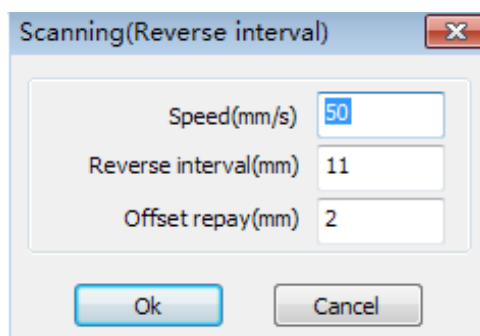 Scanning(Reverse interval)
Speed(mm/s) 50
Reverse interval(mm) 11
Offset repay(mm) 2
Ok Cancel